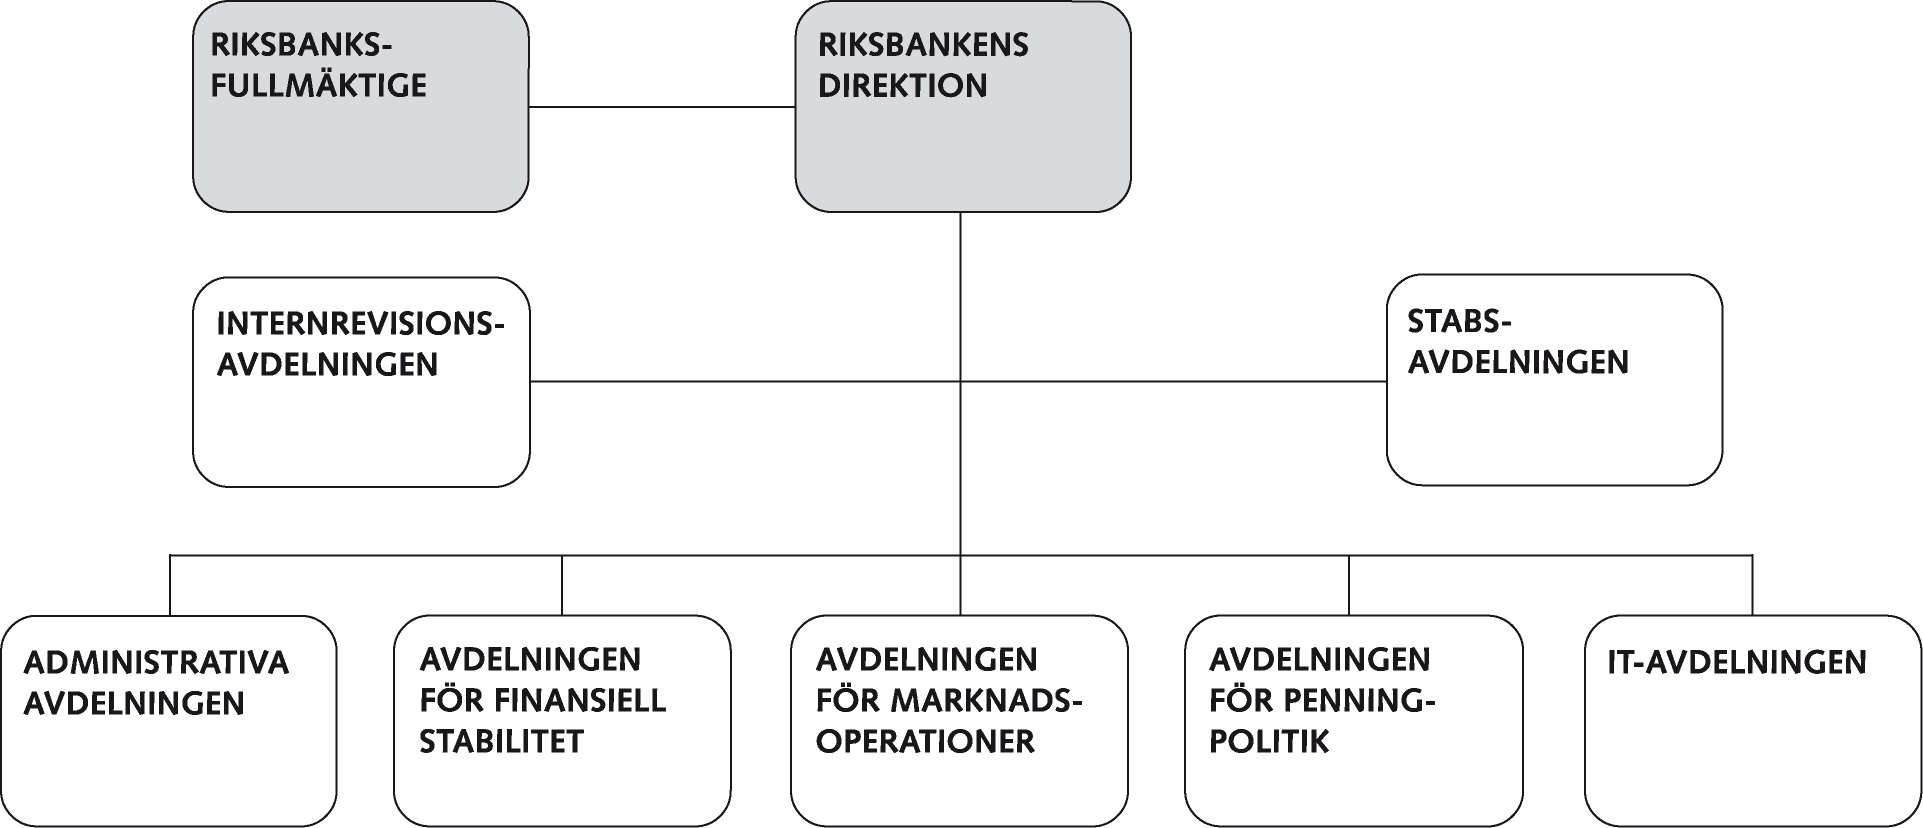 RIKSBANKS-
FULLMÄKTIGE
RIKSBANKENS
DIREKTION
INTERNREVISIONS-
AVDELNINGEN
STABS-
AVDELNINGEN
ADMINISTRATIVA
AVDELNINGEN
AVDELNINGEN
FÖR FINANSIELL
STABILITET
AVDELNINGEN
FÖR MARKNADS-
OPERATIONER
AVDELNINGEN
FÖR PENNING-
POLITIK
IT-AVDELNINGEN